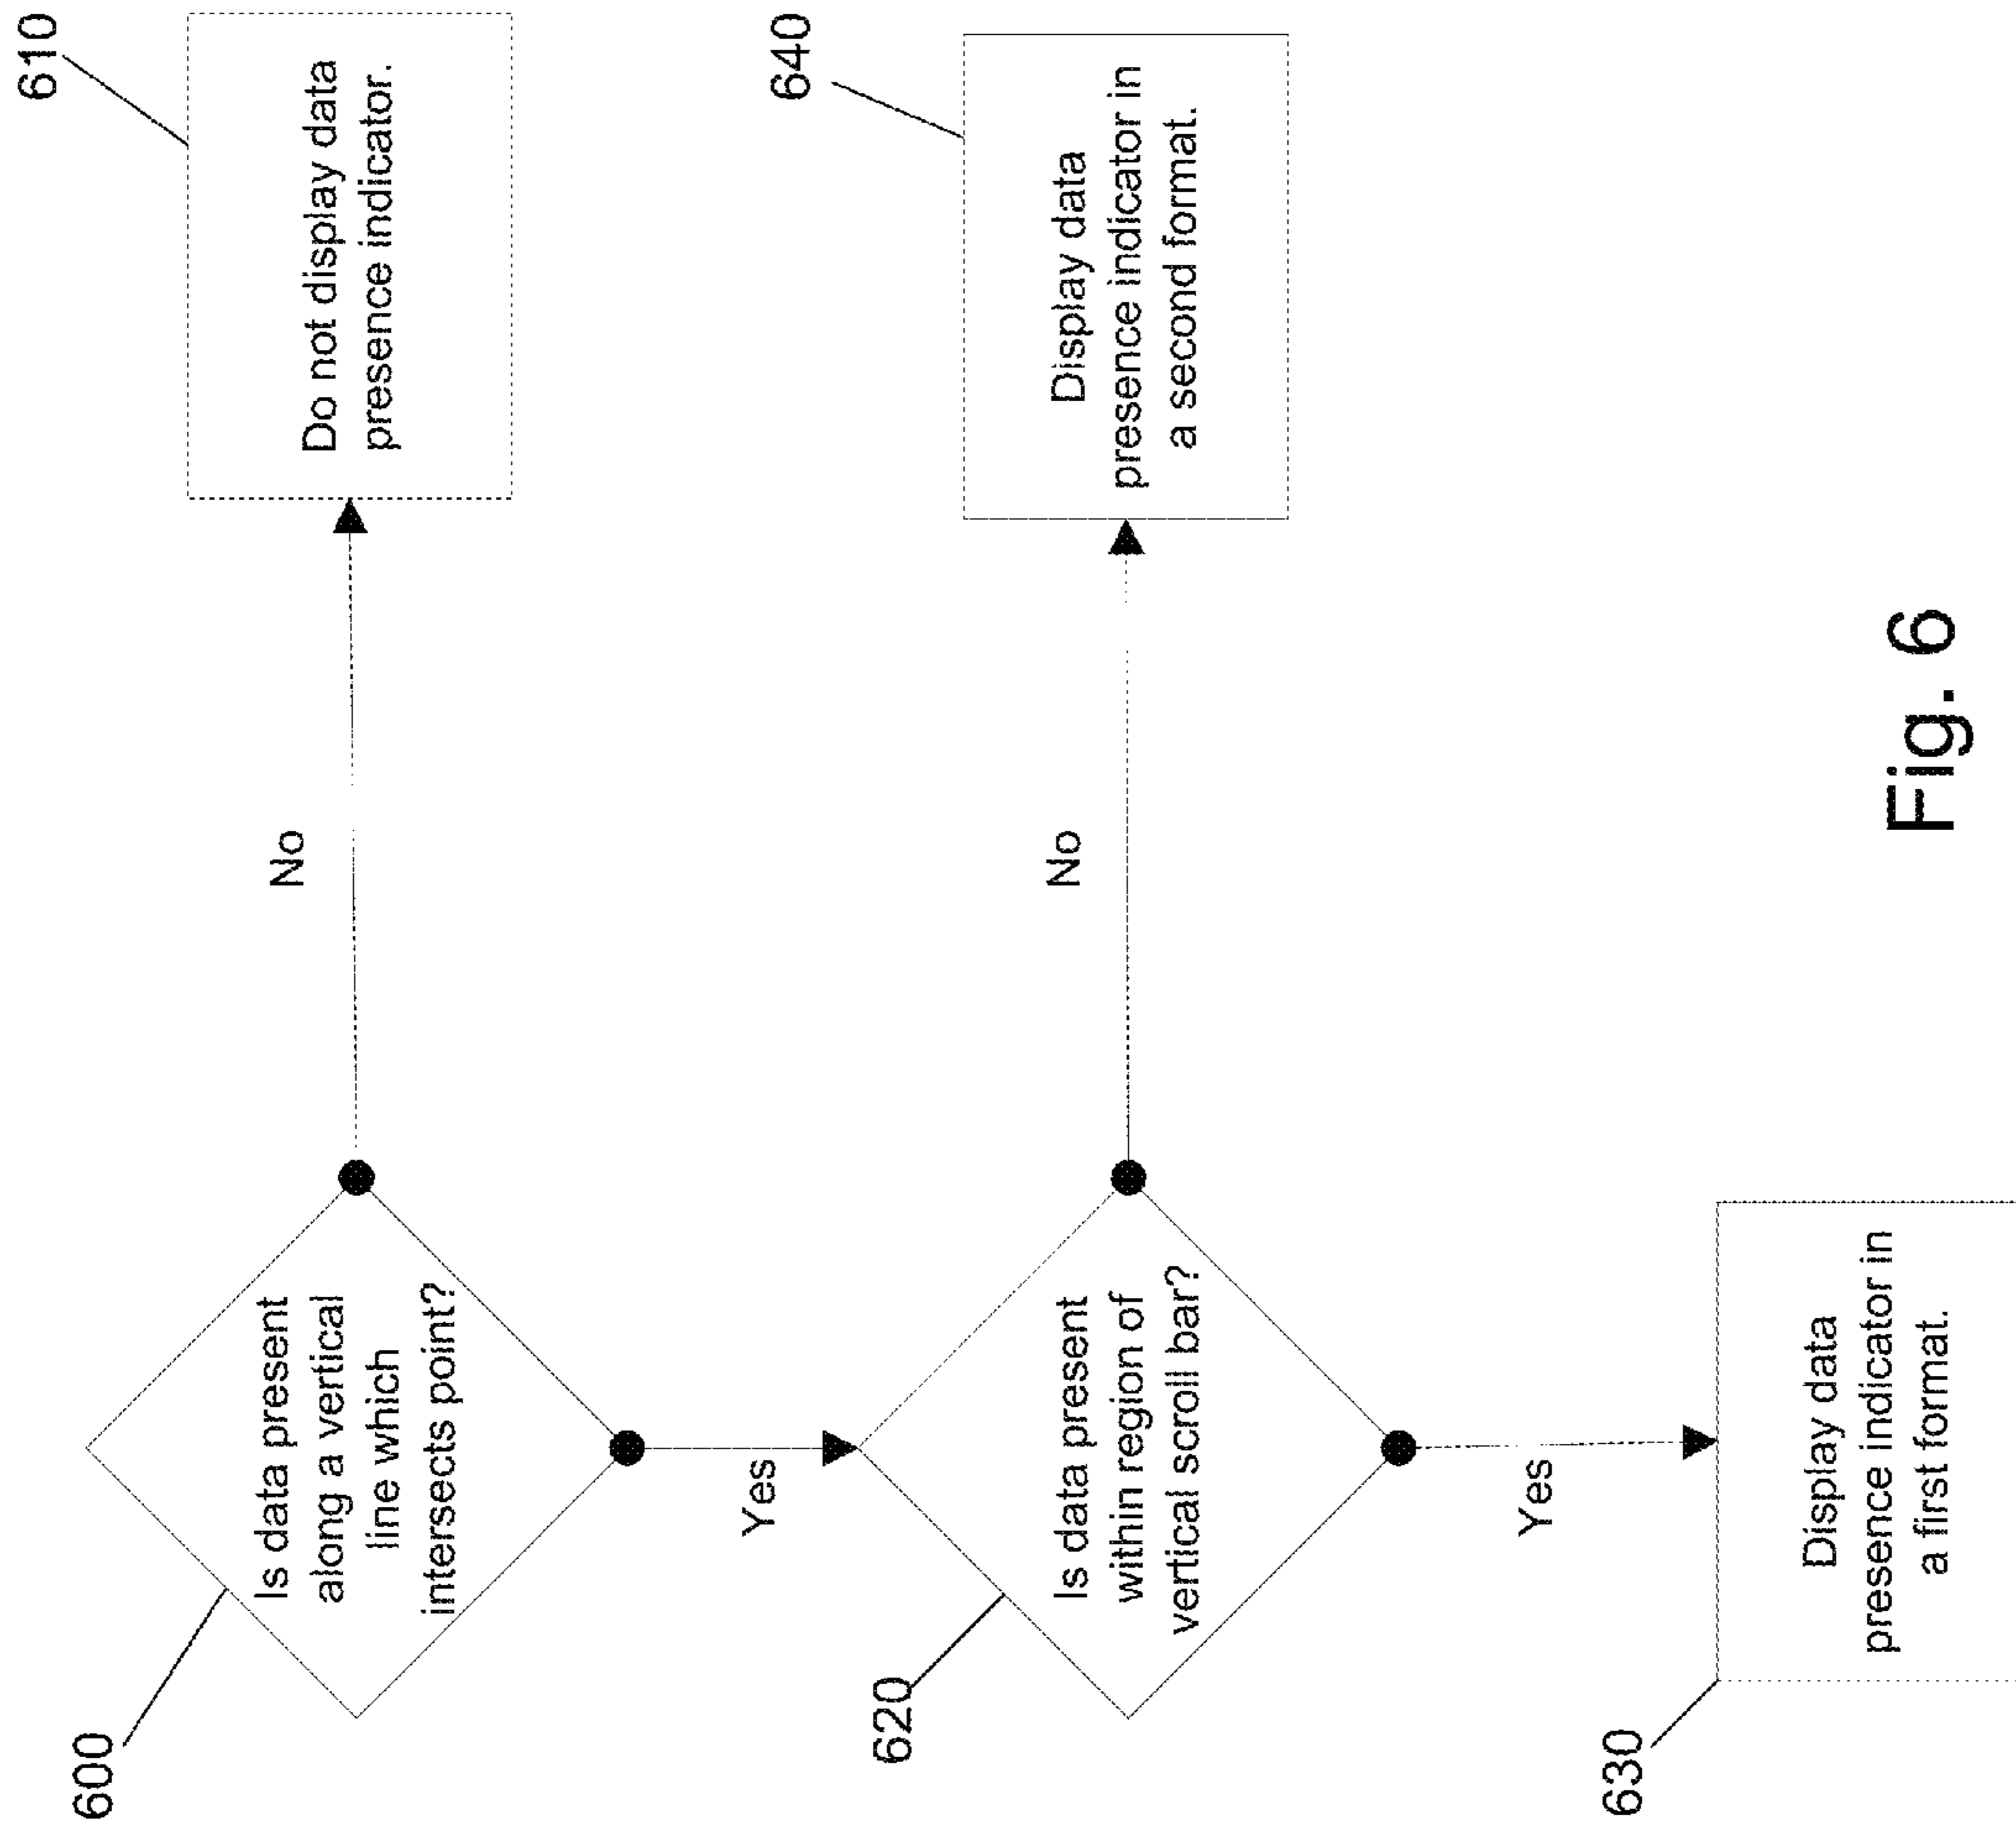 600
Is data present
along a vertical
line which
intersects point?
No
610
Do not display data
presence indicator.
Yes
620
Is data present
within region of
vertical scroll bar?
No
640
Display data
presence indicator in
a second format.
Yes
630
Display data
presence indicator in
a first format.
Fig. 6